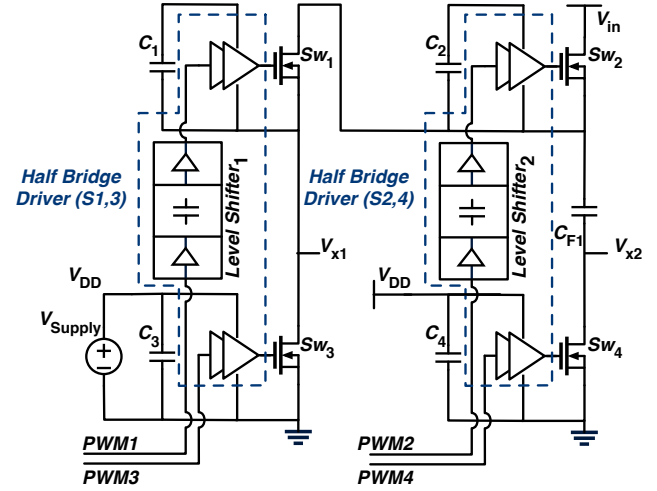 C1
Sw1
C2
Sw2
Vin
Half Bridge
Driver (S1,3)
Level Shifter1
Half Bridge
Driver (S2,4)
Level Shifter2
CF1
Vx1
Vx2
VDD
VDD
VSupply
C3
Sw3
C4
Sw4
PWM1
PWM3
PWM2
PWM4